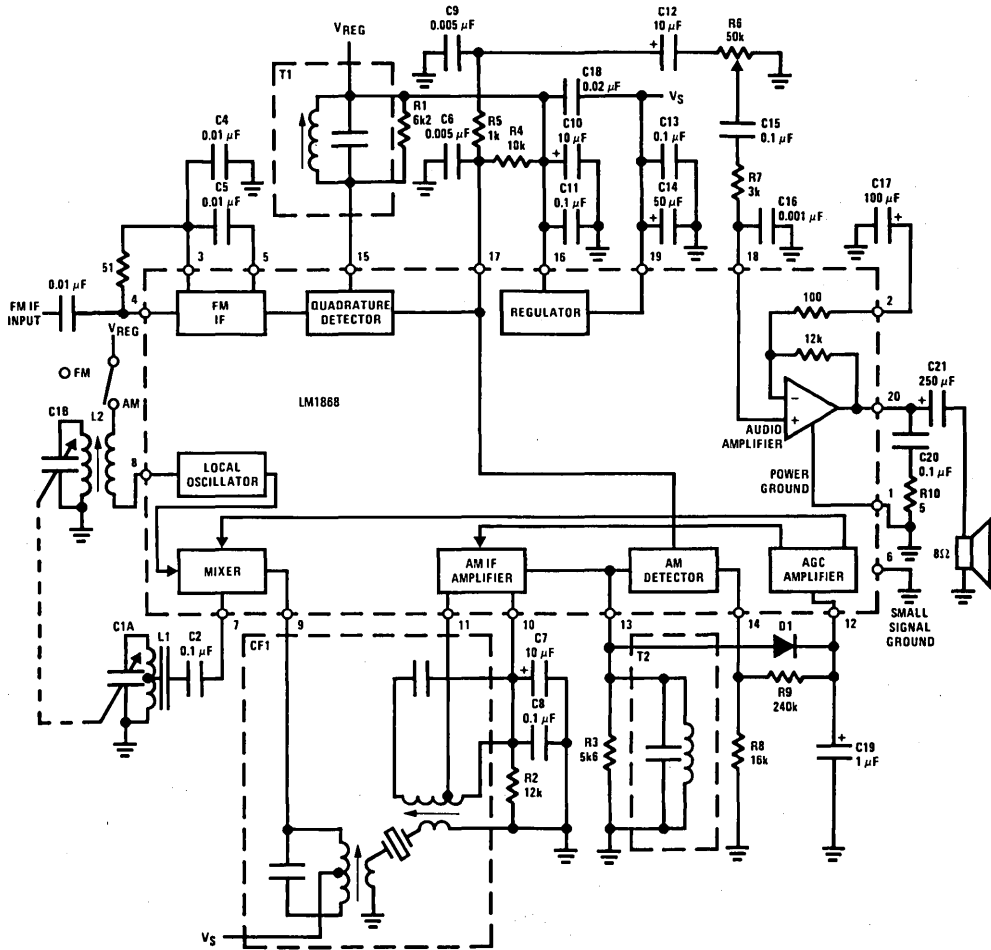 C9
0.005 µF
C12
10 µF
+
R6
50k
VREG
T1
C18
0.02 µF
VS
R1
6k2
C6
0.005 µF
R5
1k
R4
10k
C10
10 µF
+
C13
0.1 µF
C15
0.1 µF
C4
0.01 µF
C5
0.01 µF
C11
0.1 µF
C14
50 µF
+
R7
3k
C16
0.001 µF
C17
100 µF
+
51
3
5
15
17
16
19
18
0.01 µF
4
FM IF
INPUT
FM
IF
QUADRATURE
DETECTOR
REGULATOR
100
2
12k
VREG
FM
AM
LM1868
C1B
L2
8
LOCAL
OSCILLATOR
−
+
AUDIO
AMPLIFIER
20
C21
250 µF
+
C20
0.1 µF
POWER
GROUND
1
R10
5
8Ω
6
SMALL
SIGNAL
GROUND
MIXER
AM IF
AMPLIFIER
AM
DETECTOR
AGC
AMPLIFIER
7
9
11
10
13
14
12
C1A
L1
C2
0.1 µF
CF1
C7
10 µF
+
C8
0.1 µF
R2
12k
T2
D1
R9
240k
R3
5k6
R8
16k
C19
1 µF
+
VS